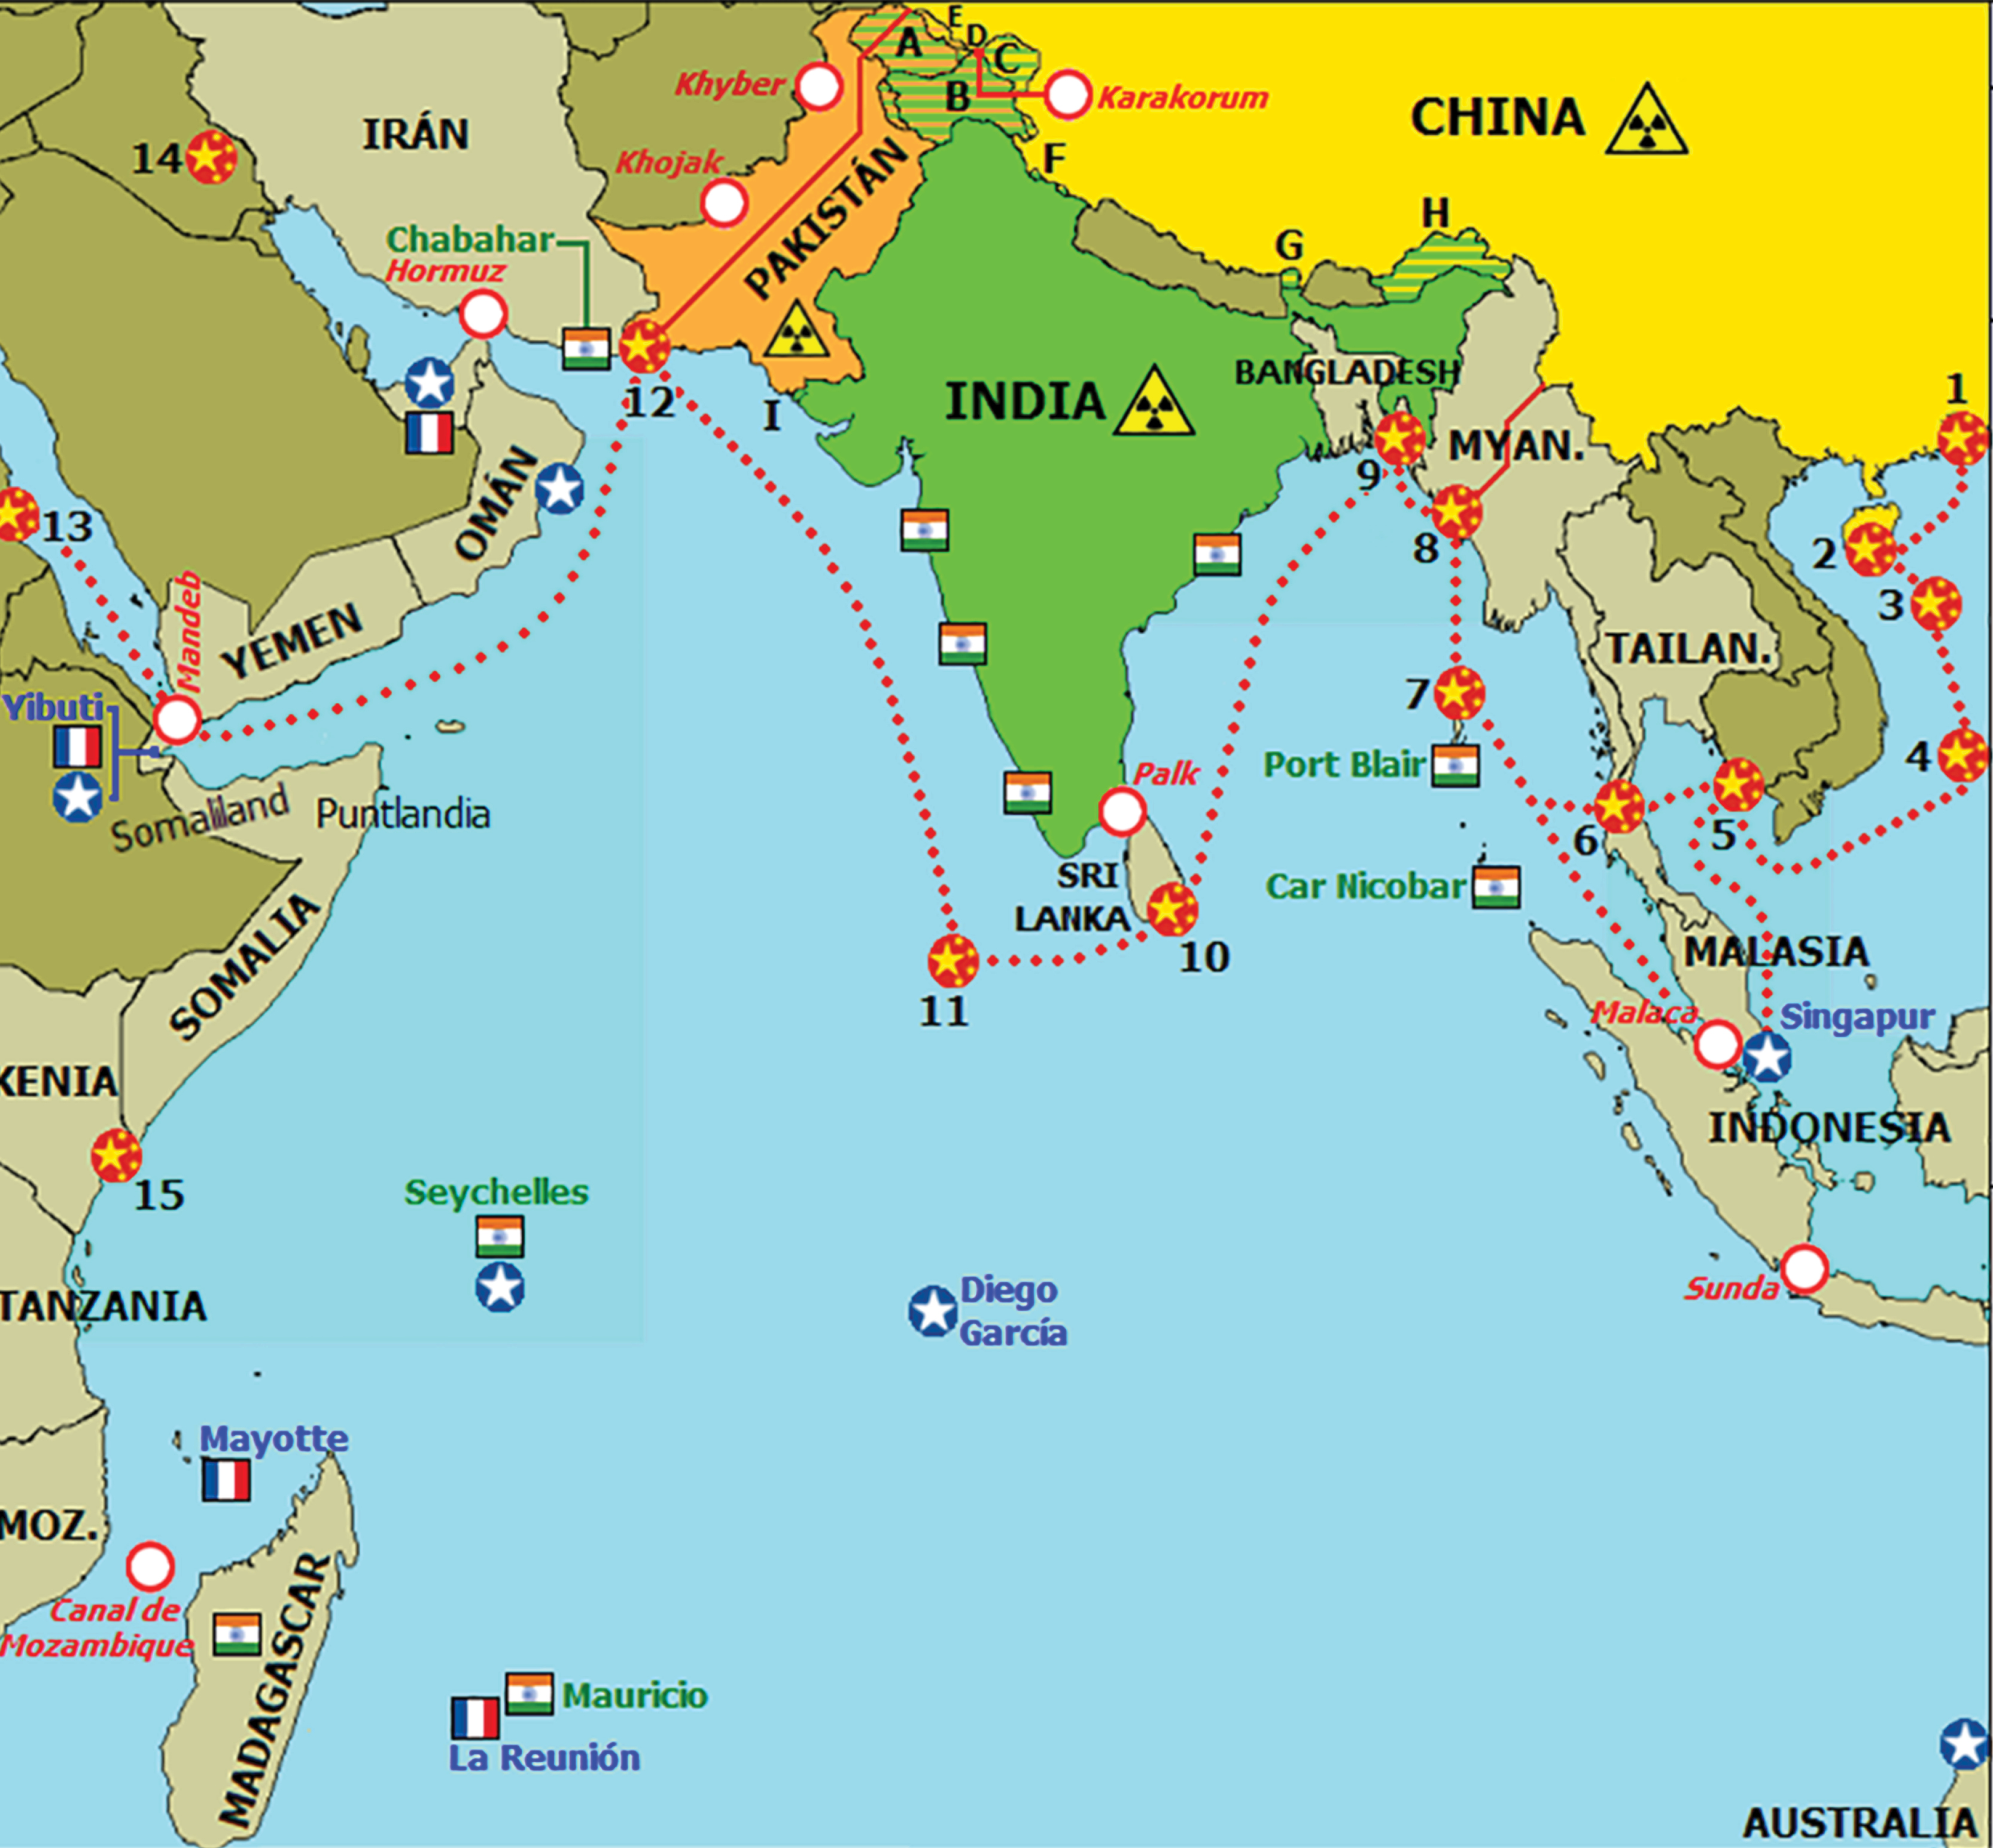 E
D
A
C
Khyber
B
Karakorum
CHINA
IRÁN
14
Khojak
F
PAKISTÁN
H
Chabahar
G
Hormuz
BANGLADESH
INDIA
12
I
1
MYAN.
9
OMÁN
13
8
2
3
Mandeb
YEMEN
TAILAN.
7
Yibuti
4
Port Blair
Palk
Somaliland
Puntlandia
6
5
SRI
LANKA
Car Nicobar
SOMALIA
10
MALASIA
11
Malaca
Singapur
KENIA
INDONESIA
15
Seychelles
TANZANIA
Diego
García
Sunda
Mayotte
MOZ.
Canal de
Mozambique
MADAGASCAR
Mauricio
La Reunión
AUSTRALIA